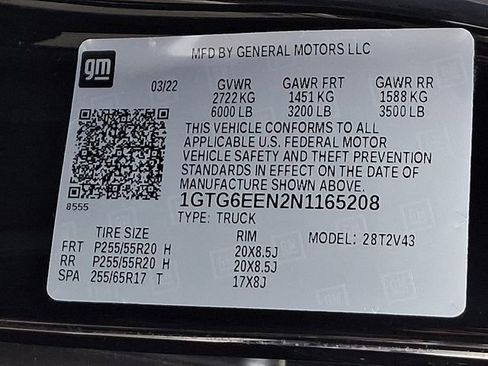 MFD BY GENERAL MOTORS LLC
gm
03/22 GVWR GAWR FRT GAWR RR
2722 KG 1451 KG 1588 KG
6000 LB 3200 LB 3500 LB
THIS VEHICLE CONFORMS TO ALL
APPLICABLE U.S. FEDERAL MOTOR
VEHICLE SAFETY AND THEFT PREVENTION
STANDARDS IN EFFECT ON THE DATE
OF MANUFACTURE SHOWN ABOVE.
8555
1GTG6EEN2N1165208
TYPE: TRUCK
TIRE SIZE RIM MODEL: 28T2V43
FRT P255/55R20 H 20X8.5J
RR P255/55R20 H 20X8.5J
SPA 255/65R17 T 17X8J